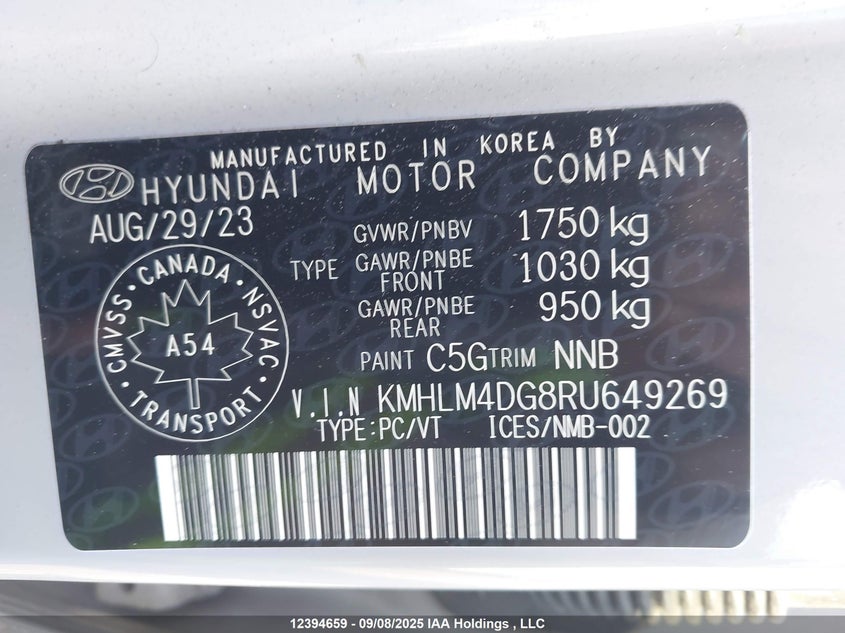 MANUFACTURED IN KOREA BY
HYUNDAI MOTOR COMPANY
AUG/29/23
GVWR/PNBV 1750 kg
TYPE GAWR/PNBE FRONT 1030 kg
GAWR/PNBE REAR 950 kg
CANADA
CMVSS
NSVAC
A54
TRANSPORT
PAINT C5G TRIM NNB
V.I.N KMHLM4DG8RU649269
TYPE:PC/VT ICES/NMB-002
12394659 - 09/08/2025 IAA Holdings , LLC